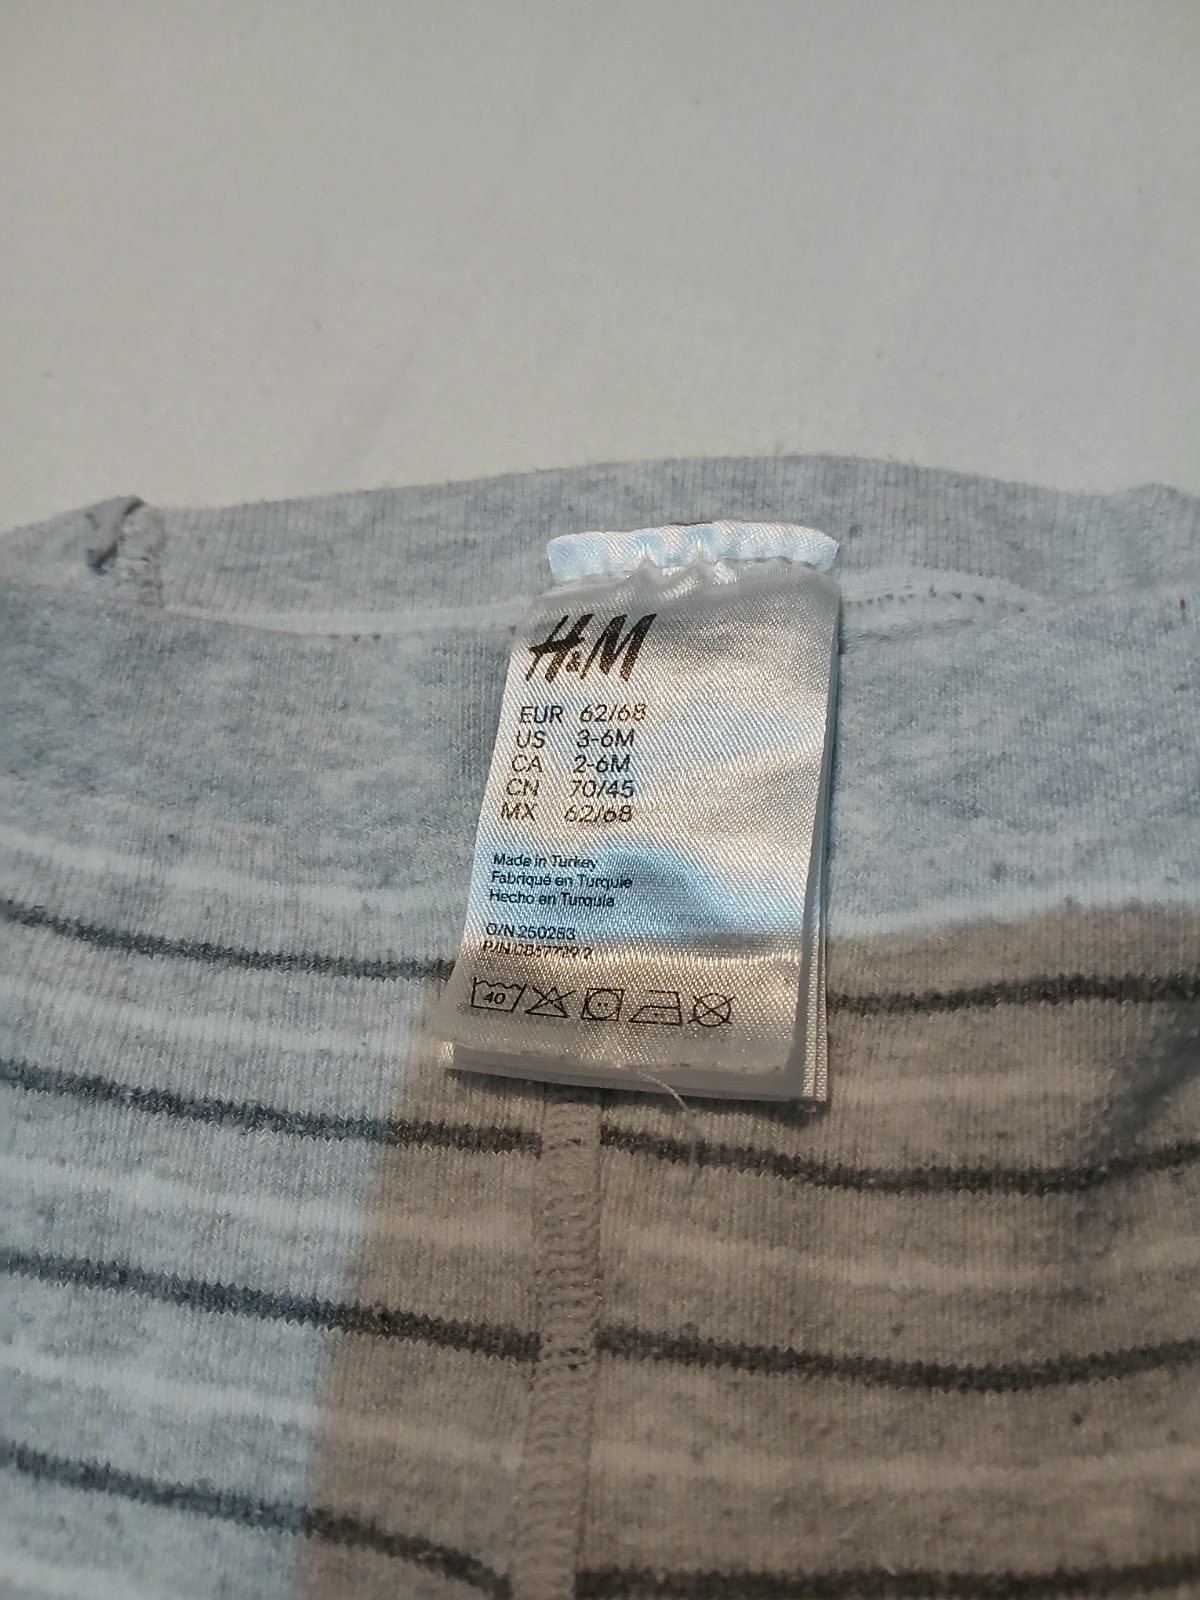 H&M
EUR 62/68
US 3-6M
CA 2-6M
CN 70/45
MX 62/68
Made in Turkey
Fabriqué en Turquie
Hecho en Turquía
O/N 250283
40